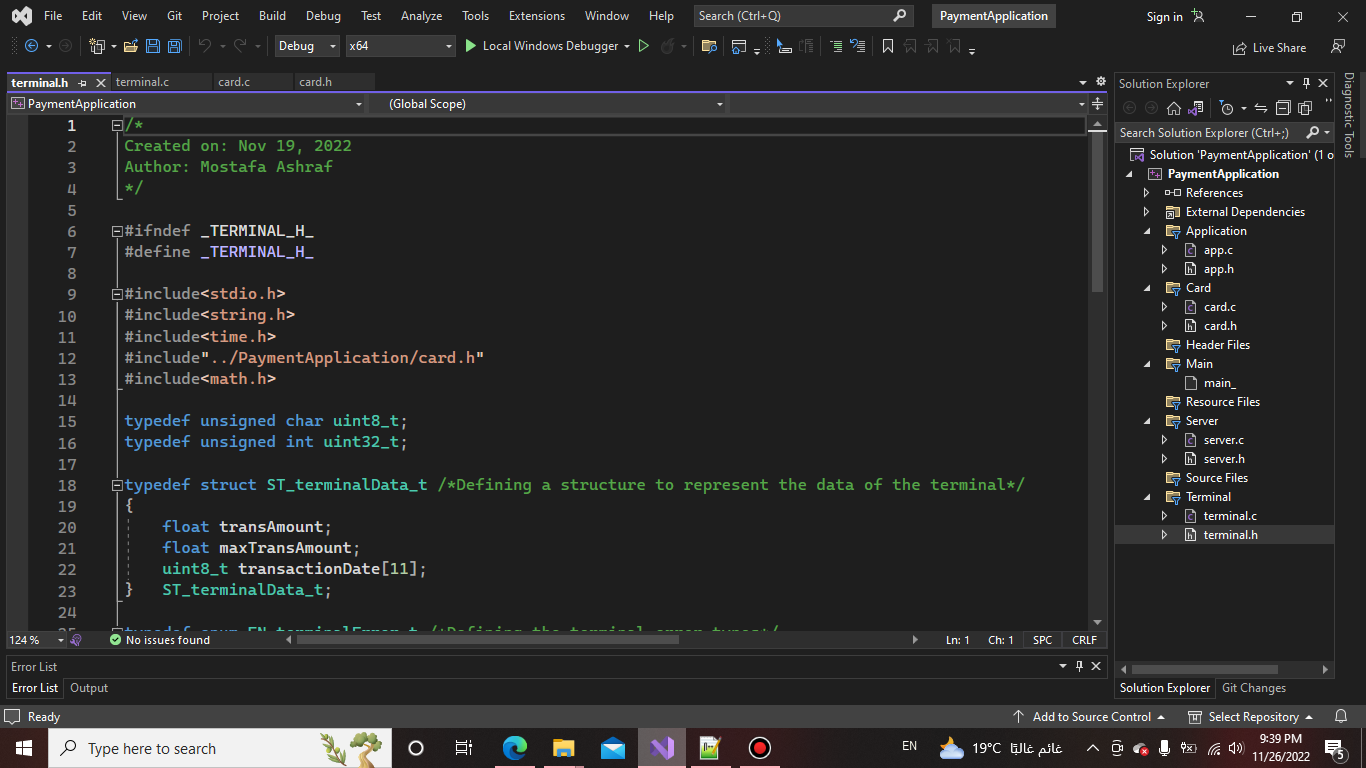 File Edit View Git Project Build Debug Test Analyze Tools Extensions Window Help Search (Ctrl+Q) PaymentApplication Sign in
Debug x64 Local Windows Debugger Live Share
terminal.h terminal.c card.c card.h
PaymentApplication (Global Scope)
1 /*
2 Created on: Nov 19, 2022
3 Author: Mostafa Ashraf
4 */
5
6 #ifndef _TERMINAL_H_
7 #define _TERMINAL_H_
8
9 #include<stdio.h>
10 #include<string.h>
11 #include<time.h>
12 #include"../PaymentApplication/card.h"
13 #include<math.h>
14
15 typedef unsigned char uint8_t;
16 typedef unsigned int uint32_t;
17
18 typedef struct ST_terminalData_t /*Defining a structure to represent the data of the terminal*/
19 {
20 float transAmount;
21 float maxTransAmount;
22 uint8_t transactionDate[11];
23 } ST_terminalData_t;
24
25 typedef enum EN_terminalError_t /*Defining the terminal error types*/
124 % No issues found Ln: 1 Ch: 1 SPC CRLF
Error List
Error List Output
Solution Explorer
Search Solution Explorer (Ctrl+;)
Solution 'PaymentApplication' (1 o
PaymentApplication
References
External Dependencies
Application
app.c
app.h
Card
card.c
card.h
Header Files
Main
main_
Resource Files
Server
server.c
server.h
Source Files
Terminal
terminal.c
terminal.h
Solution Explorer Git Changes
Diagnostic Tools
Ready Add to Source Control Select Repository
Type here to search EN 19°C غائم غالبًا 9:39 PM
11/26/2022
5